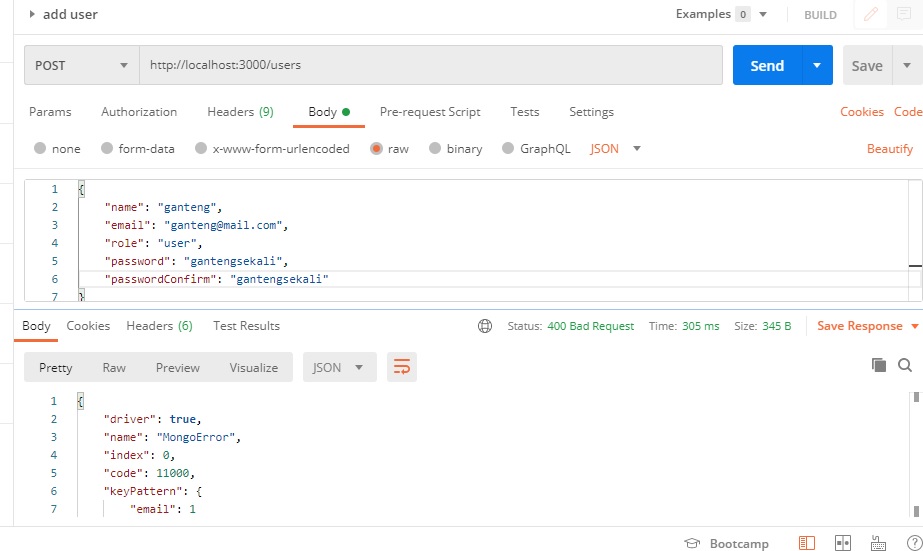 add user
Examples 0
BUILD
POST
http://localhost:3000/users
Send
Save
Params
Authorization
Headers (9)
Body
Pre-request Script
Tests
Settings
Cookies
Code
none
form-data
x-www-form-urlencoded
raw
binary
GraphQL
JSON
Beautify
1 {
2 "name": "ganteng",
3 "email": "ganteng@mail.com",
4 "role": "user",
5 "password": "gantengsekali",
6 "passwordConfirm": "gantengsekali"
7 }
Body
Cookies
Headers (6)
Test Results
Status: 400 Bad Request
Time: 305 ms
Size: 345 B
Save Response
Pretty
Raw
Preview
Visualize
JSON
1 {
2 "driver": true,
3 "name": "MongoError",
4 "index": 0,
5 "code": 11000,
6 "keyPattern": {
7 "email": 1
Bootcamp